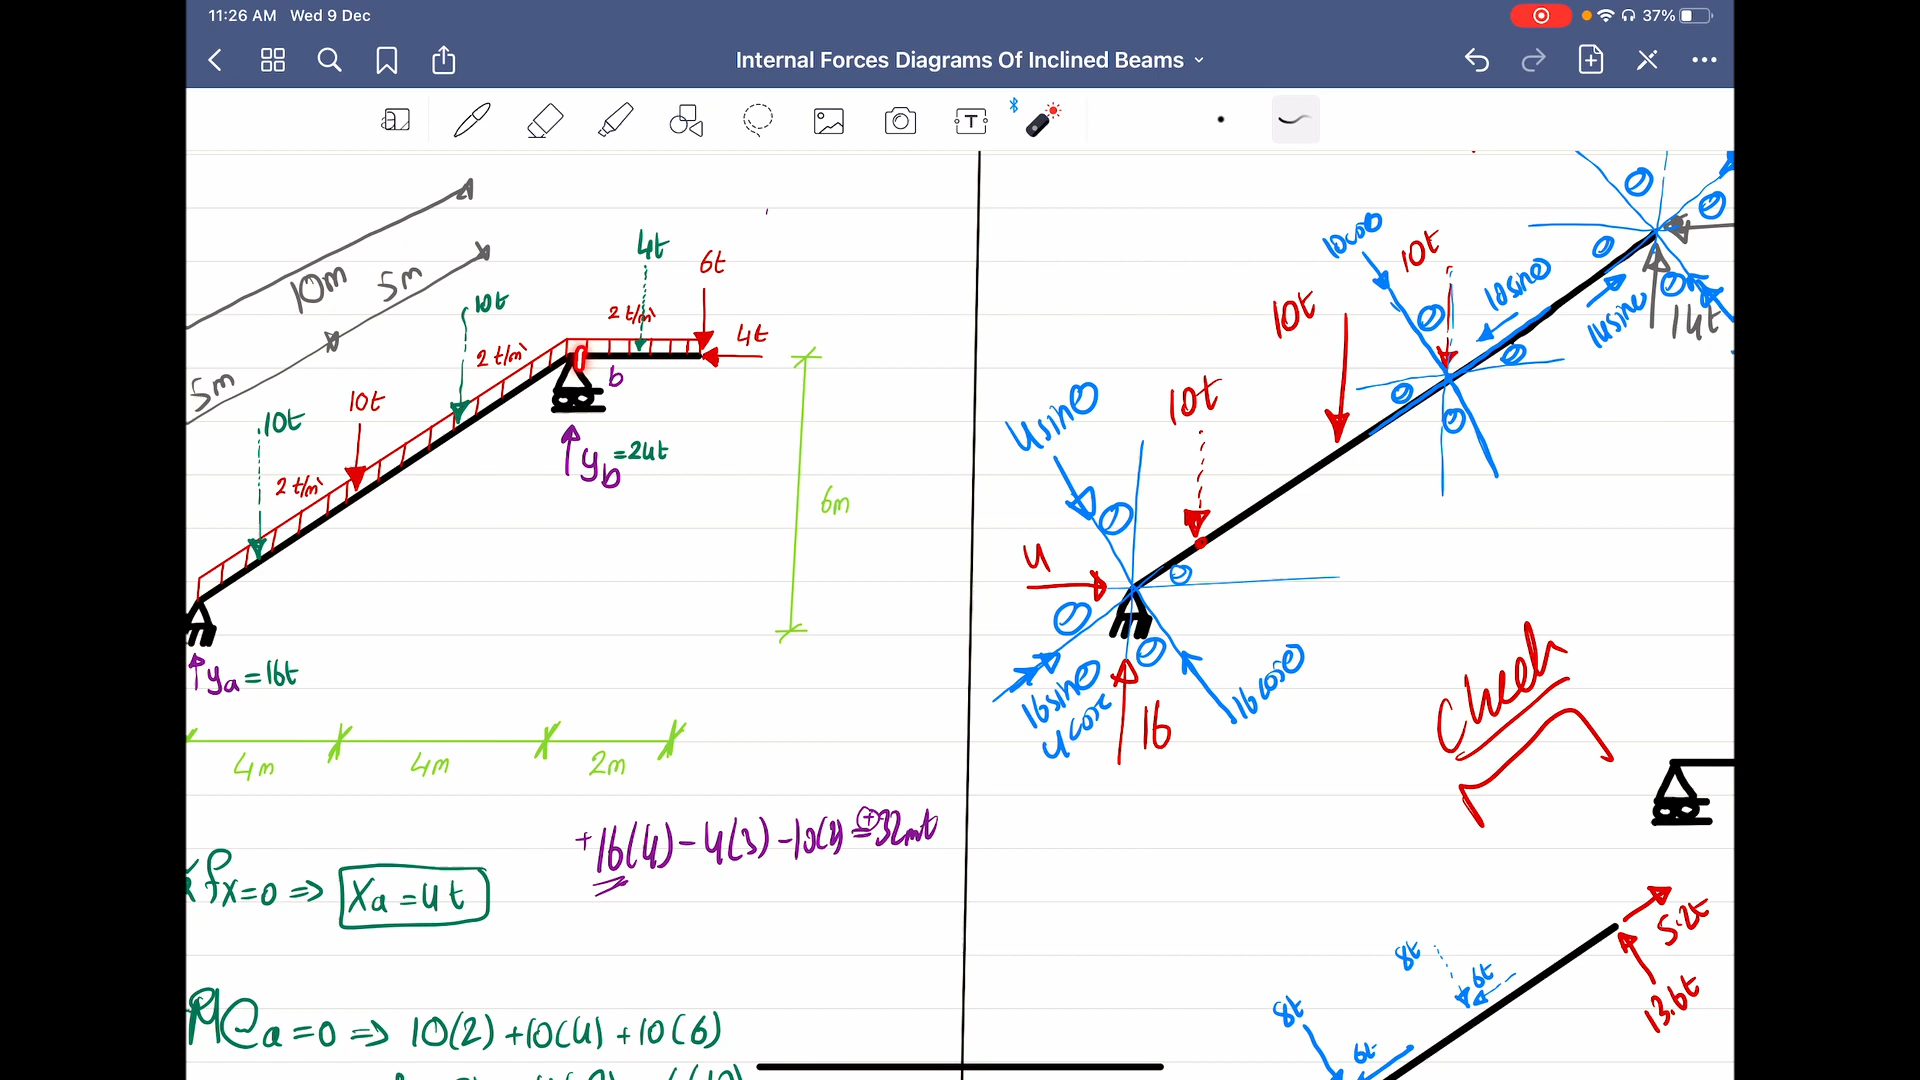 11:26 AM Wed 9 Dec
37%
Internal Forces Diagrams Of Inclined Beams
T
10m
5m
5m
10t
10t
10t
2 t/m`
2 t/m`
2 t/m`
4t
6t
4t
b
yb =24t
ya = 16t
6m
4m
4m
2m
+16(4) - 4(3) - 10(2) = ⊕32mt
Σfx=0 => Xa = 4t
M@a=0 => 10(2) + 10(4) + 10(6)
10cosθ
10t
10t
10t
10sinθ
14sinθ
14t
4sinθ
4
16sinθ
4cosθ
16cosθ
16
θ
θ
θ
θ
θ
θ
θ
θ
θ
θ
θ
θ
θ
Check
5.2t
13.6t
8t
6t
8t
6t